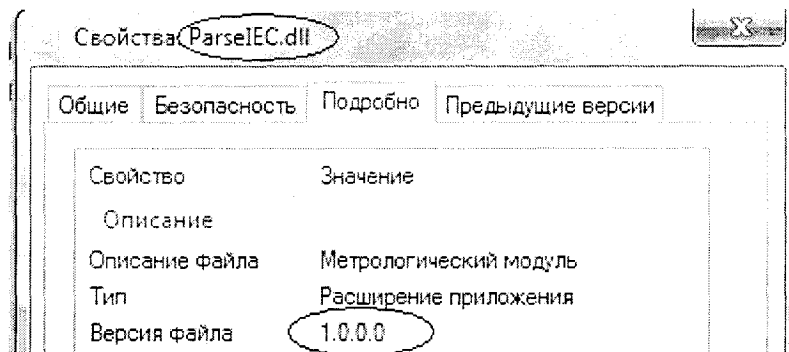 Свойства: ParseIEC.dll
Общие Безопасность Подробно Предыдущие версии
Свойство Значение
Описание
Описание файла Метрологический модуль
Тип Расширение приложения
Версия файла 1.0.0.0